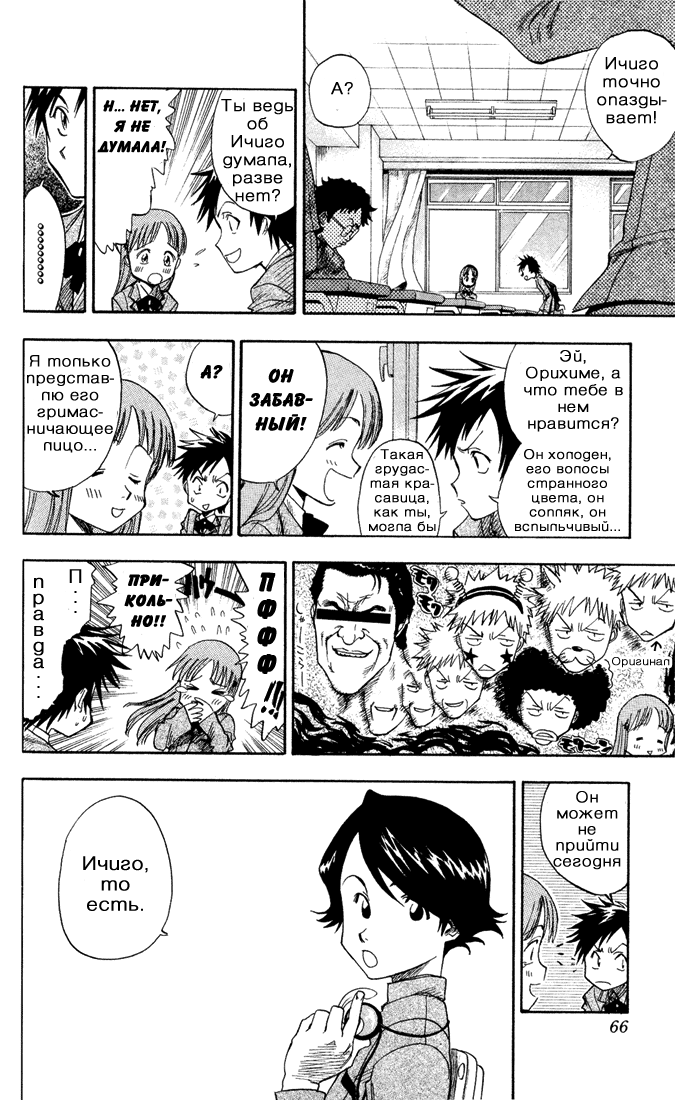 Ичиго
точно
опазды-
вает!
А?
Ты ведь
об
Ичиго
думала,
разве
нет?
Н... НЕТ,
Я НЕ
ДУМАЛА!
Эй,
Орихиме, а
что тебе в
нем
нравится?
Он холоден,
его волосы
странного
цвета, он
сопляк, он
вспыльчивый...
Такая
грудас-
тая кра-
савица,
как ты,
могла бы
ОН
ЗАБАВ-
НЫЙ!
А?
Я только
представ-
лю его
гримас-
ничающее
лицо...
Оригинал
ПФФФ!!!
ПРИ-
КОЛЬ-
НО!!
П...
правда...
Он
может
не
прийти
сегодня
Ичиго,
то
есть.
66